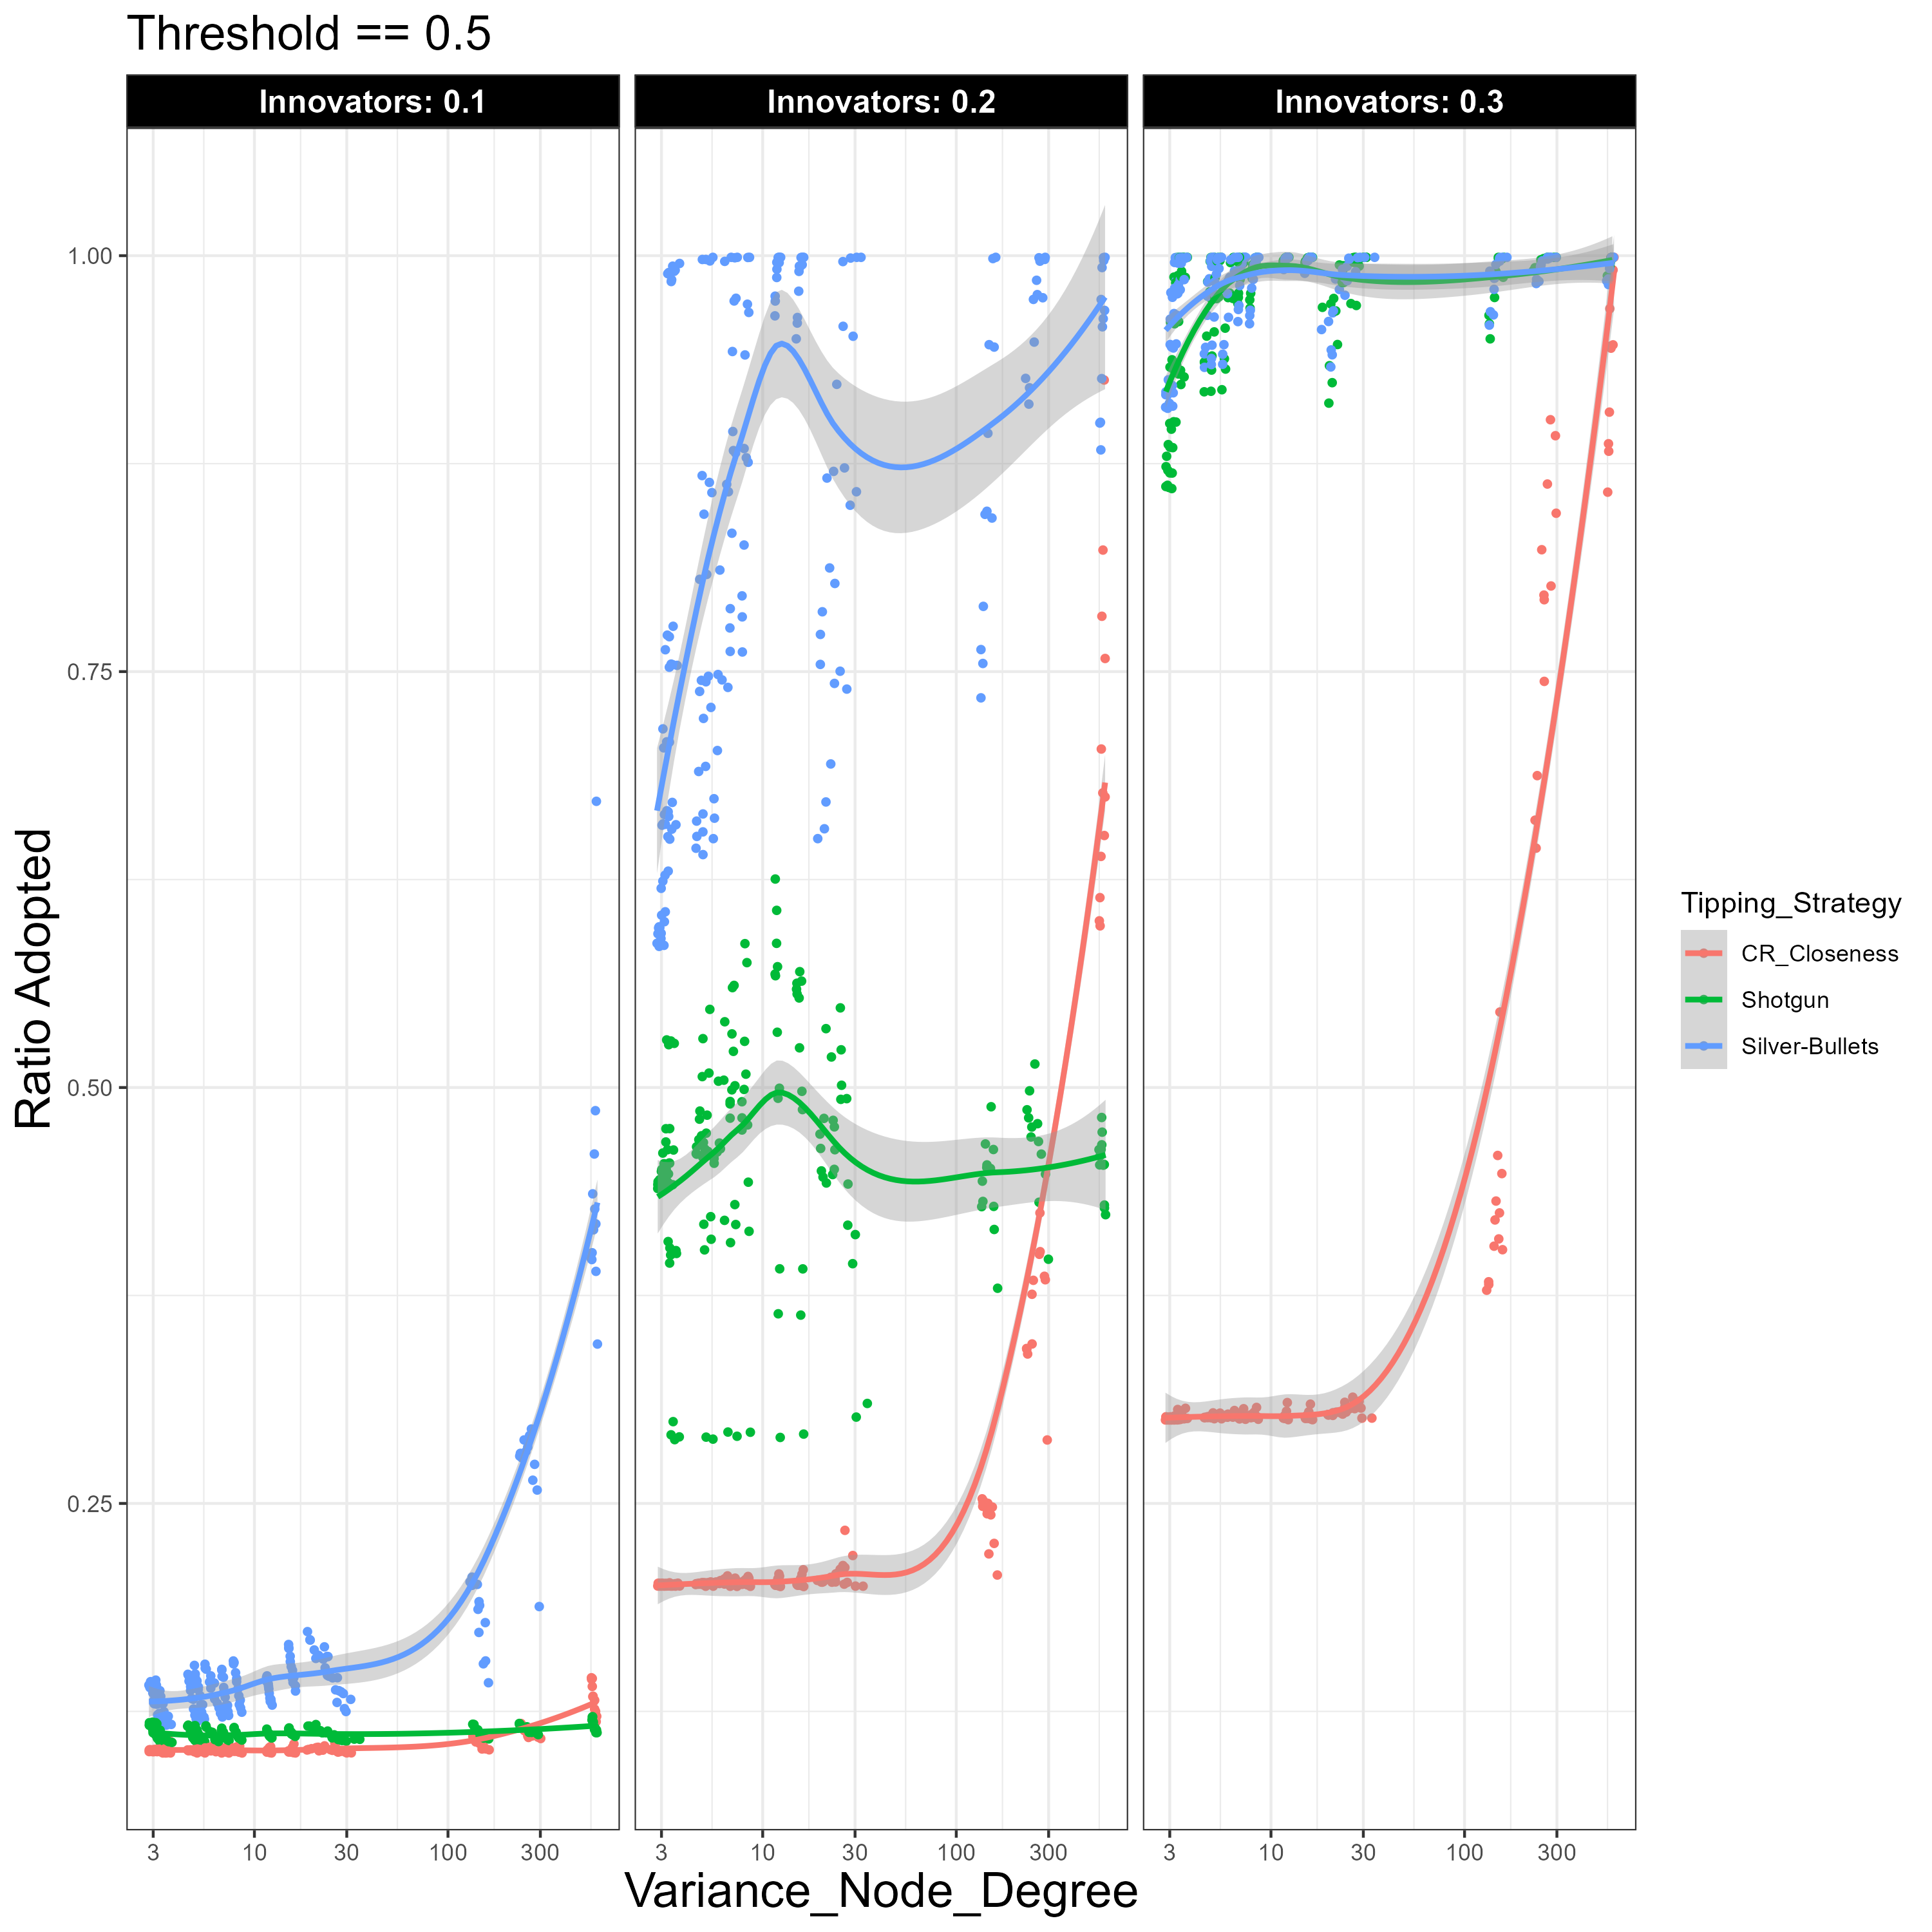 Threshold == 0.5
Innovators: 0.1
Innovators: 0.2
Innovators: 0.3
1.00
0.75
0.50
0.25
Ratio Adopted
3 10 30 100 300
3 10 30 100 300
3 10 30 100 300
Variance_Node_Degree
Tipping_Strategy
CR_Closeness
Shotgun
Silver-Bullets